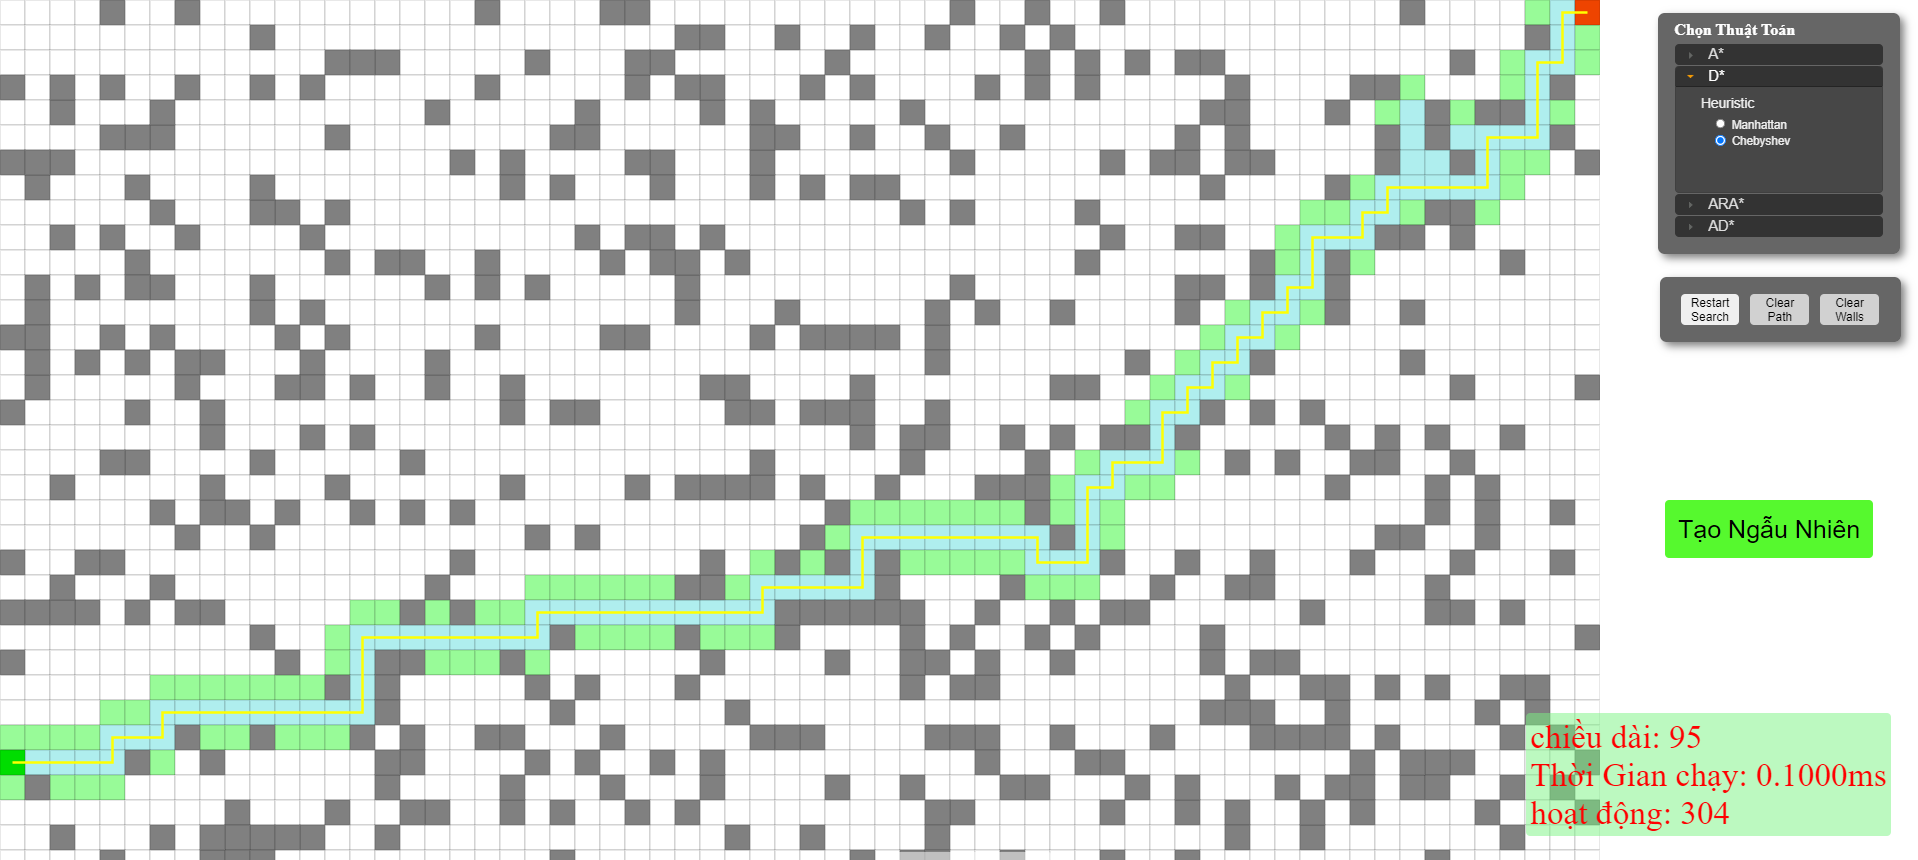 Chọn Thuật Toán
A*
D*
Heuristic
Manhattan
Chebyshev
ARA*
AD*
Restart Search
Clear Path
Clear Walls
Tạo Ngẫu Nhiên
chiều dài: 95
Thời Gian chạy: 0.1000ms
hoạt động: 304